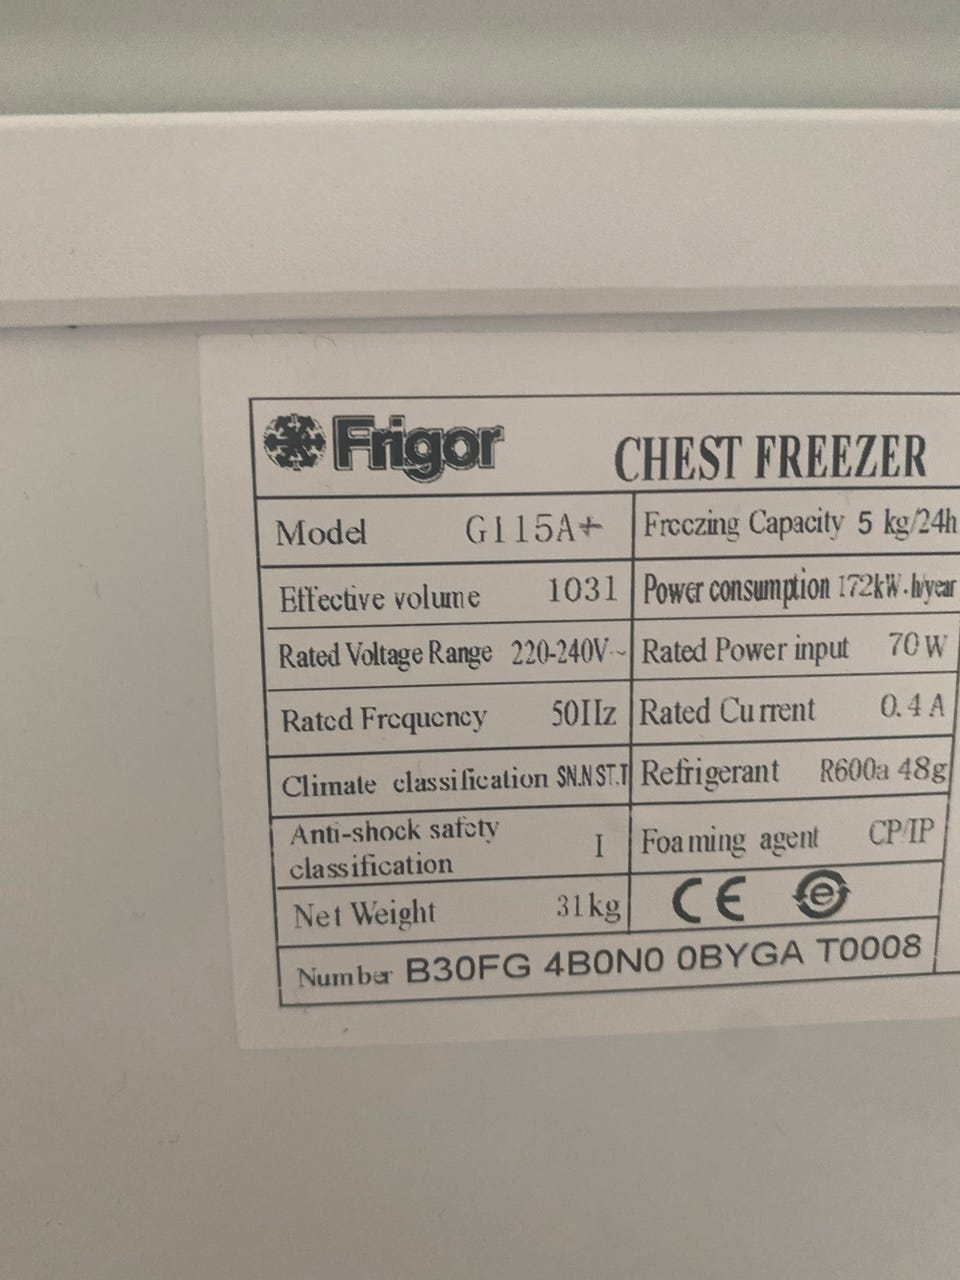 Frigor CHEST FREEZER
Model G115A+ Freezing Capacity 5 kg/24h
Effective volume 103l Power consumption 172kW·h/year
Rated Voltage Range 220-240V~ Rated Power input 70W
Rated Frequency 50Hz Rated Current 0.4A
Climate classification SN.N ST.T Refrigerant R600a 48g
Anti-shock safety
classification I Foaming agent CP/IP
Net Weight 31kg CE e
Number B30FG 4B0N0 0BYGA T0008